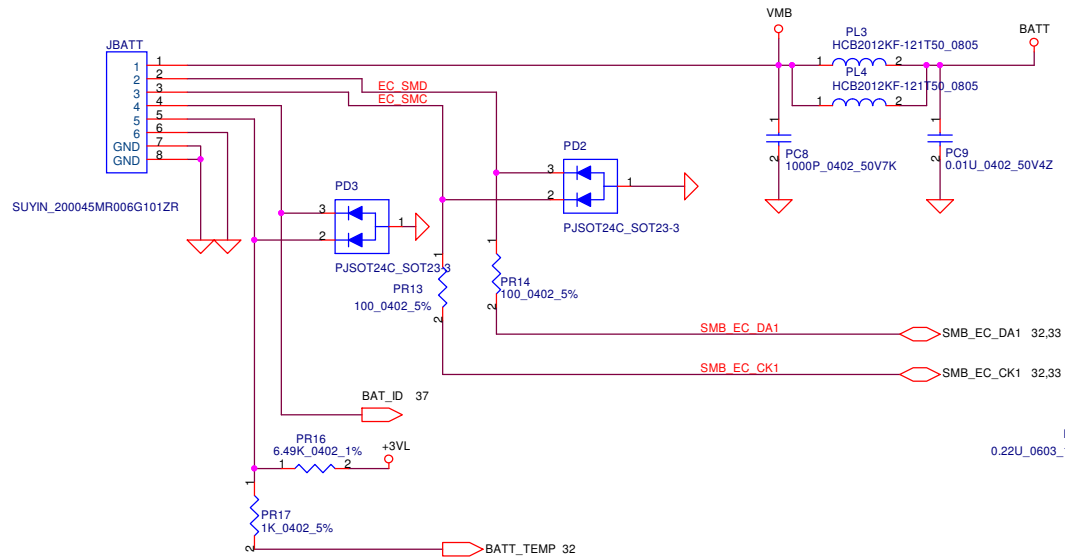 VMB
BATT
JBATT
PL3
HCB2012KF-121T50_0805
1
2
1
1
2
2
EC_SMD
PL4
HCB2012KF-121T50_0805
3
3
EC_SMC
4
4
1
2
5
5
6
6
GND
7
GND
8
1
2
PC8
1000P_0402_50V7K
1
2
PC9
0.01U_0402_50V4Z
PD2
3
2
1
PJSOT24C_SOT23-3
SUYIN_200045MR006G101ZR
PD3
3
2
1
PJSOT24C_SOT23-3
1
PR13
100_0402_5%
2
1
PR14
100_0402_5%
2
SMB_EC_DA1
SMB_EC_DA1 32,33
SMB_EC_CK1
SMB_EC_CK1 32,33
BAT_ID 37
PR16
6.49K_0402_1%
1
2
+3VL
0.22U_0603_
1
PR17
1K_0402_5%
2
BATT_TEMP 32